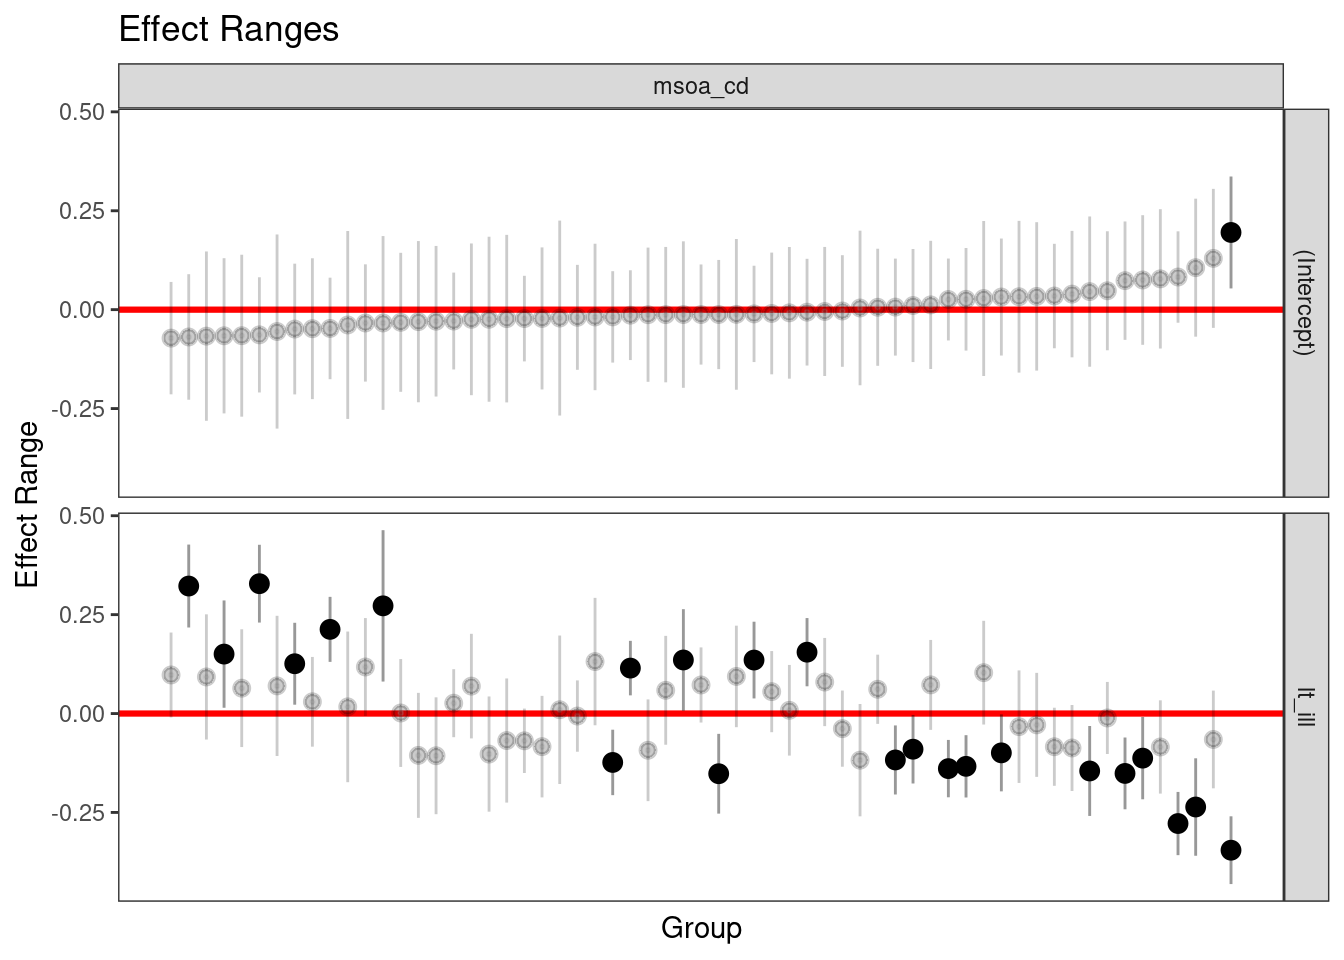 Effect Ranges
msoa_cd
Effect Range
0.50
0.25
0.00
-0.25
(Intercept)
0.50
0.25
0.00
-0.25
lt_ill
Group